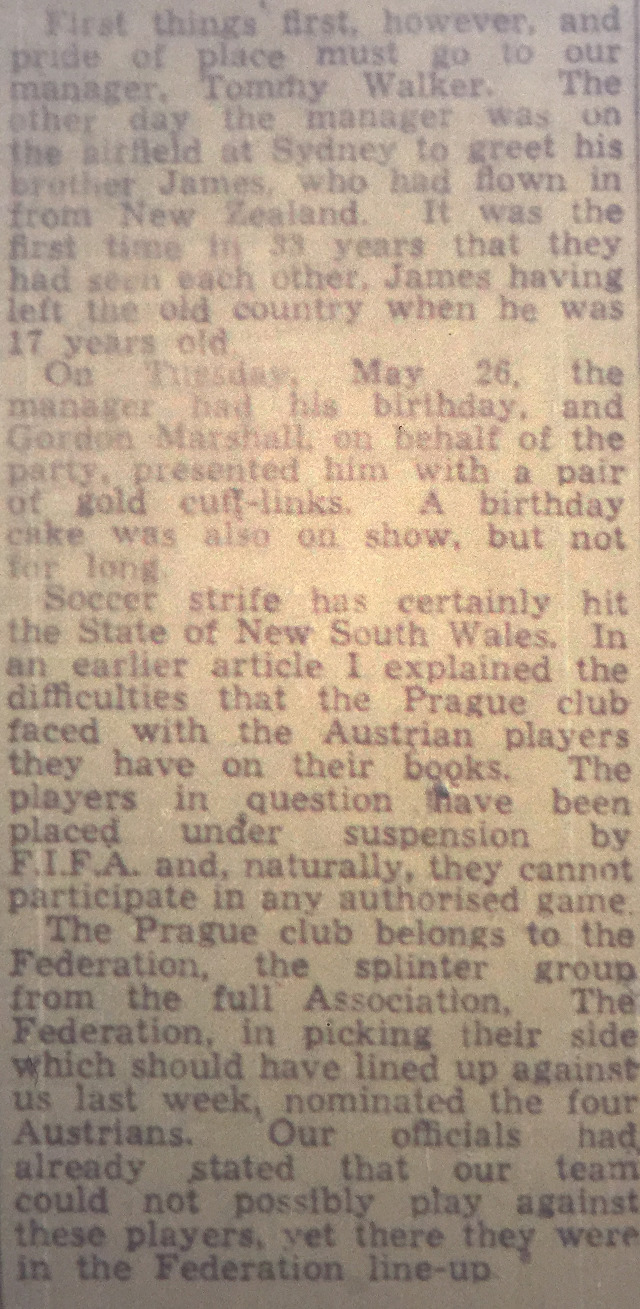 First things first, however, and
pride of place must go to our
manager, Tommy Walker. The
other day the manager was on
the airfield at Sydney to greet his
brother James, who had flown in
from New Zealand. It was the
first time in 33 years that they
had seen each other, James having
left the old country when he was
17 years old.
On Tuesday, May 26, the
manager had his birthday, and
Gordon Marshall, on behalf of the
party, presented him with a pair
of gold cuff-links. A birthday
cake was also on show, but not
for long.
Soccer strife has certainly hit
the State of New South Wales. In
an earlier article I explained the
difficulties that the Prague club
faced with the Austrian players
they have on their books. The
players in question have been
placed under suspension by
F.I.F.A. and, naturally, they cannot
participate in any authorised game.
The Prague club belongs to the
Federation, the splinter group
from the full Association. The
Federation, in picking their side
which should have lined up against
us last week, nominated the four
Austrians. Our officials had
already stated that our team
could not possibly play against
these players, yet there they were
in the Federation line-up.